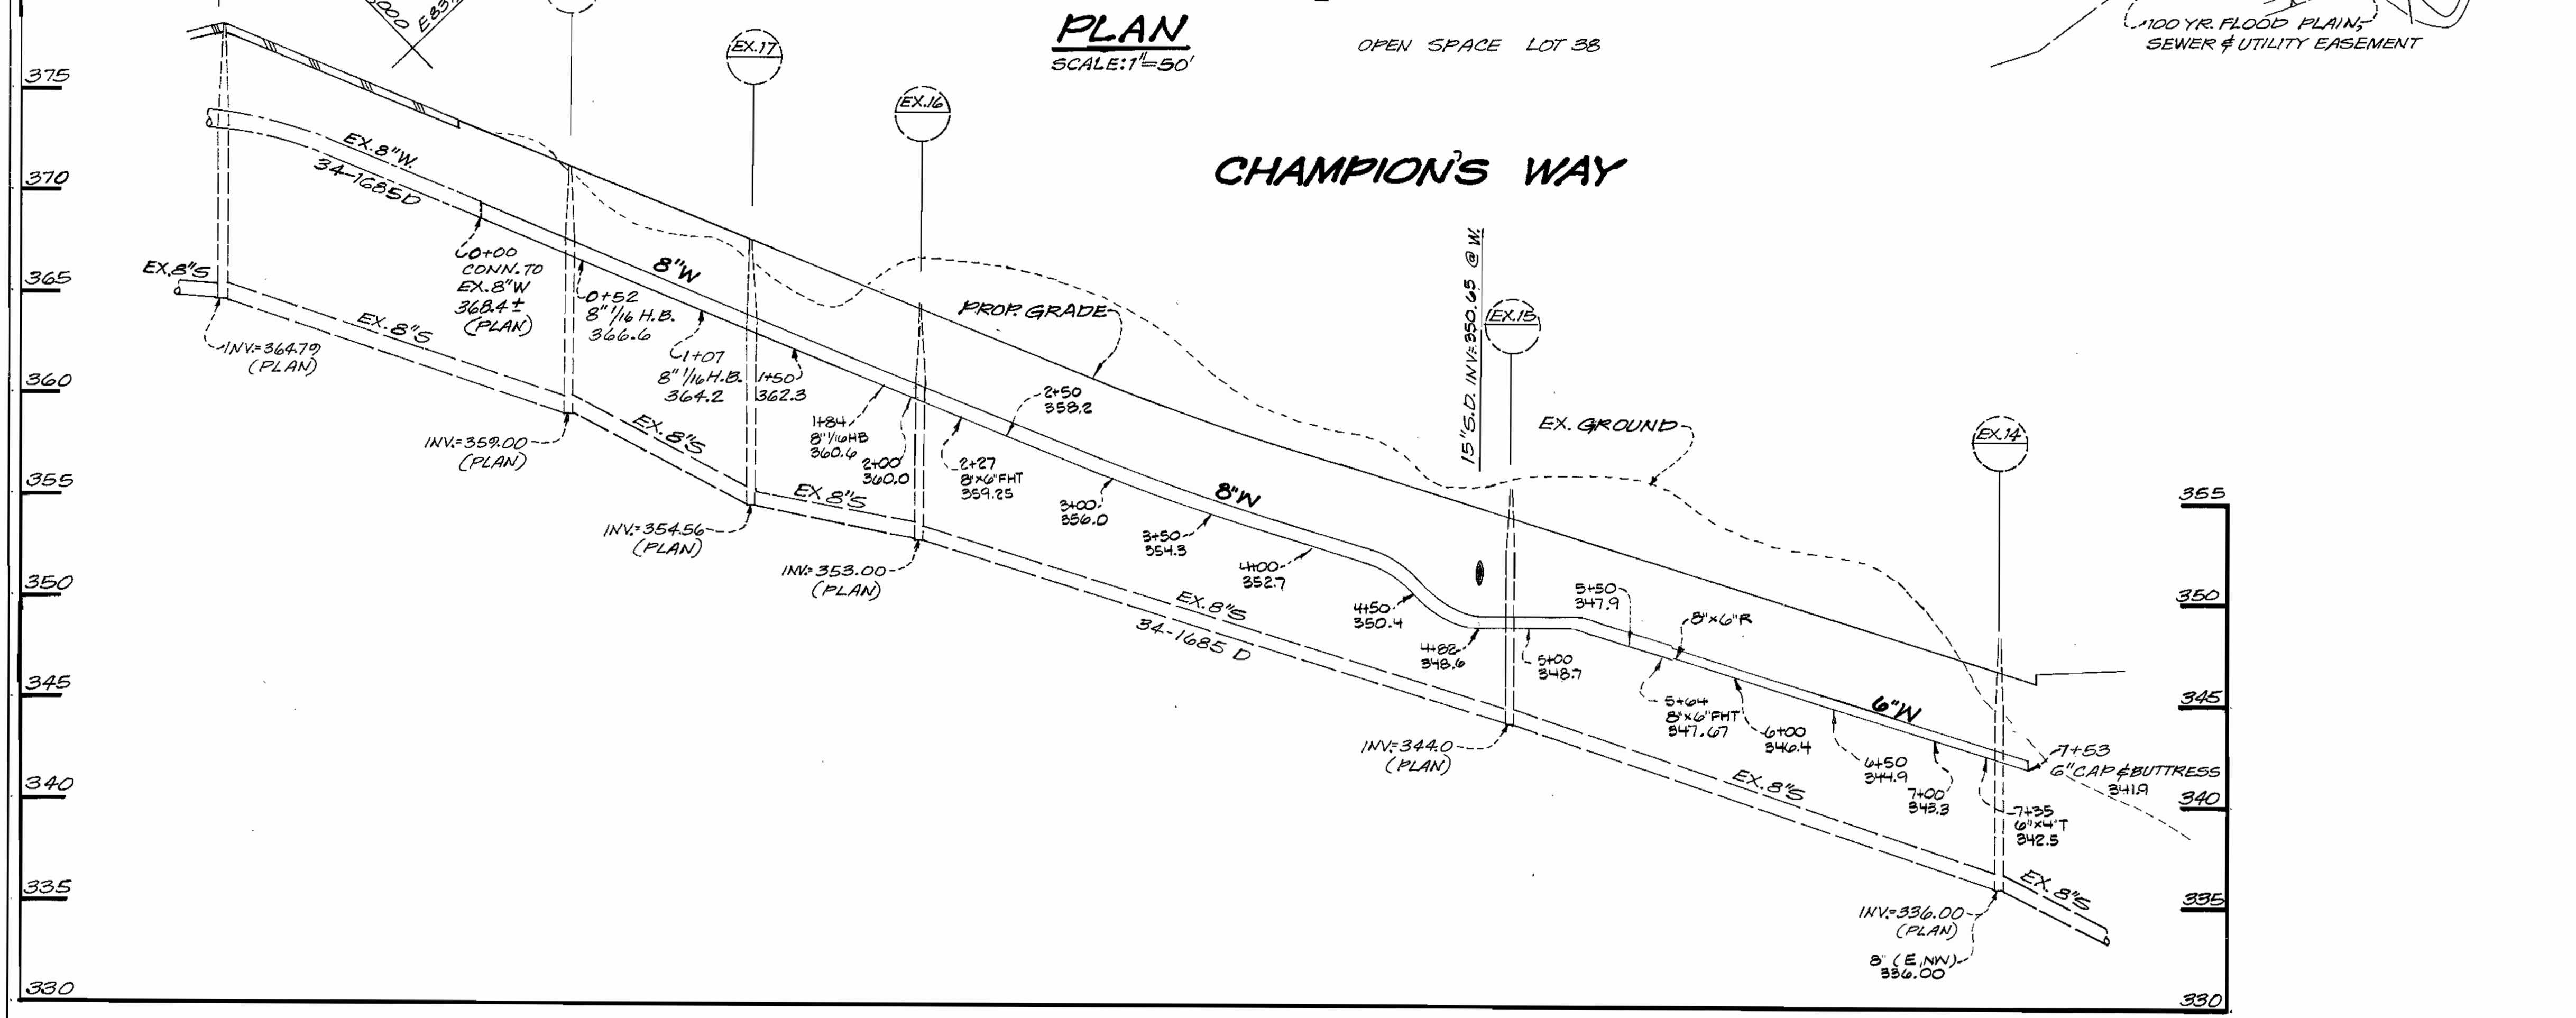 000
E83,
EX.17
PLAN
SCALE: 1"=50'
OPEN SPACE LOT 38
100 YR. FLOOD PLAIN,
SEWER & UTILITY EASEMENT
375
EX.16
CHAMPION'S WAY
EX.8"W.
34-1685D
370
0+00
CONN. TO
EX.8"W
368.4±
(PLAN)
8"W
0+52
8" 1/16 H.B.
366.6
EX.8"S
365
INV.=364.79
(PLAN)
EX.8"S
1+07
8" 1/16 H.B.
364.2
1+50
362.3
PROP. GRADE
15" S.D. INV=350.65 @ W.
EX.15
360
INV.=359.00
(PLAN)
EX.8"S
1+84
8" 1/16HB
360.6
2+00
360.0
2+27
8"x6"FHT
359.25
2+50
358.2
EX. GROUND
EX.14
355
INV.=354.56
(PLAN)
EX 8"S
INV.=353.00
(PLAN)
3+00
356.0
3+50
354.3
8"W
4+00
352.7
355
350
EX.8"S
34-1685 D
4+50
350.4
4+82
348.6
5+00
348.7
5+50
347.9
8"x6"R
350
345
INV.=344.0
(PLAN)
5+64
8"x6"FHT
347.67
6+00
346.4
6"W
6+50
344.9
7+00
343.3
345
7+53
6" CAP & BUTTRESS
341.9
340
EX.8"S
7+35
6"x4"T
342.5
340
335
INV.=336.00
(PLAN)
8" (E, NW)
336.00
EX. 8"S
335
330
330